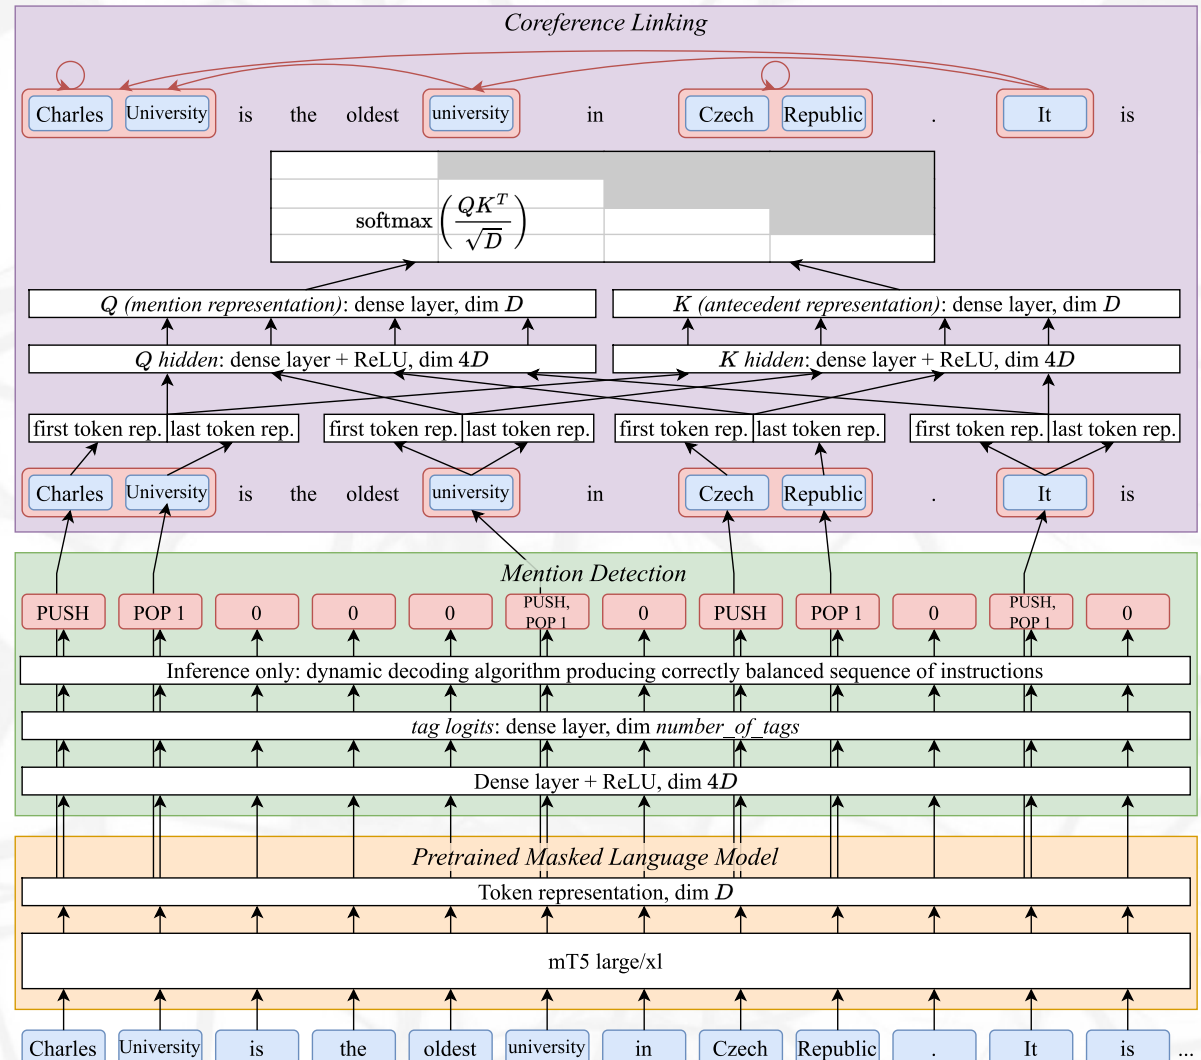 Coreference Linking
Charles University is the oldest university in Czech Republic . It is
softmax(QK^T/√D)
Q (mention representation): dense layer, dim D K (antecedent representation): dense layer, dim D
Q hidden: dense layer + ReLU, dim 4D K hidden: dense layer + ReLU, dim 4D
first token rep. last token rep. first token rep. last token rep. first token rep. last token rep. first token rep. last token rep.
Charles University is the oldest university in Czech Republic . It is
Mention Detection
PUSH POP 1 0 0 0 PUSH, POP 1 0 PUSH POP 1 0 PUSH, POP 1 0
Inference only: dynamic decoding algorithm producing correctly balanced sequence of instructions
tag logits: dense layer, dim number_of_tags
Dense layer + ReLU, dim 4D
Pretrained Masked Language Model
Token representation, dim D
mT5 large/xl
Charles University is the oldest university in Czech Republic . It is ...